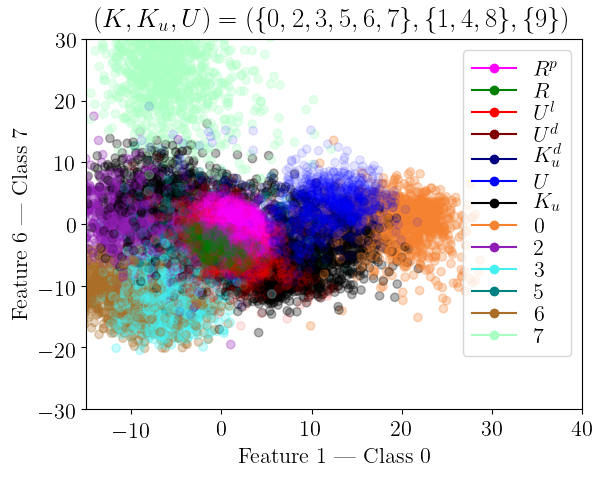 (K, K_u, U) = ({0, 2, 3, 5, 6, 7}, {1, 4, 8}, {9})
30
20
10
0
−10
−20
−30
Feature 6 — Class 7
−10
0
10
20
30
40
Feature 1 — Class 0
R^p
R
U^l
U^d
K_u^d
U
K_u
0
2
3
5
6
7